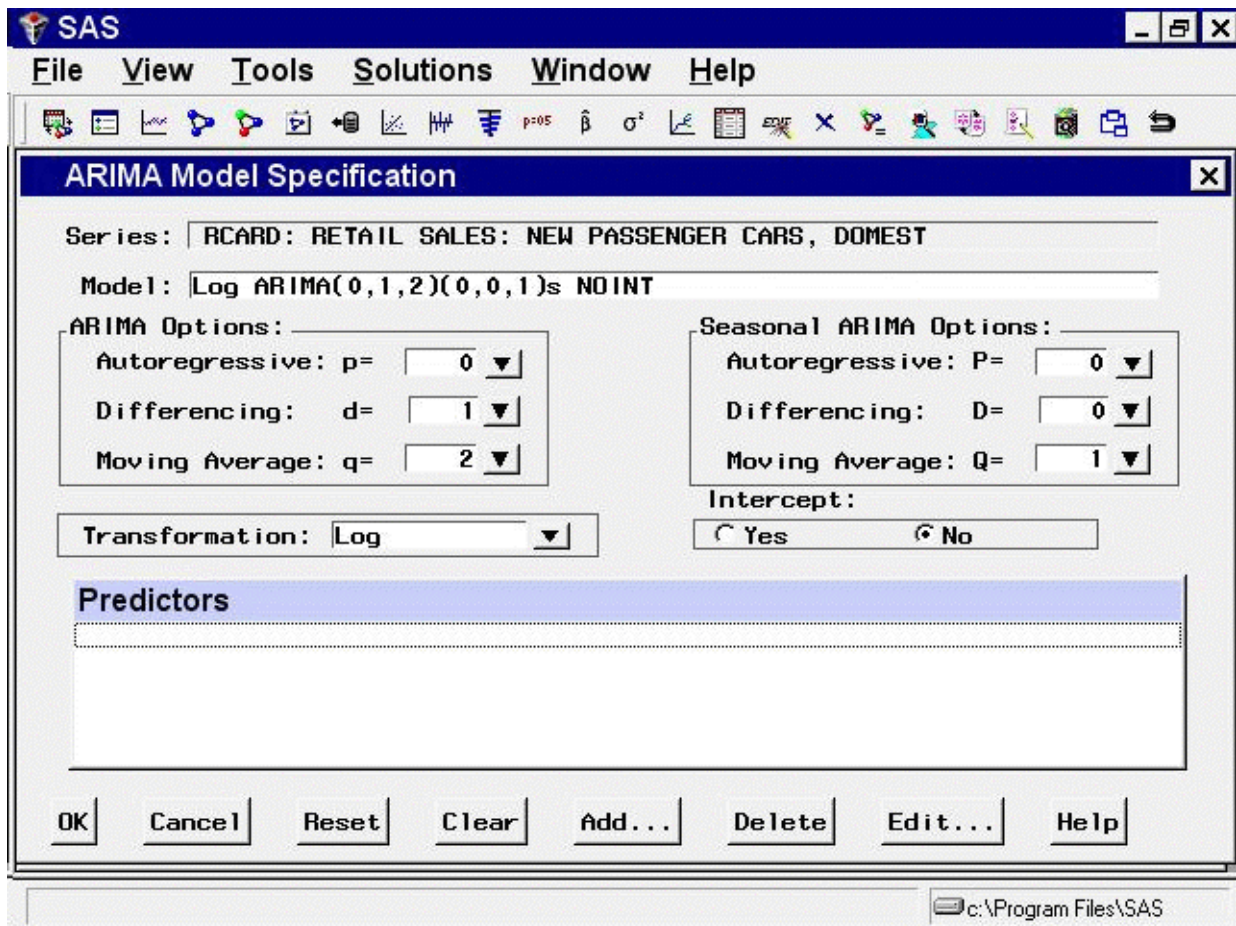 SAS
File View Tools Solutions Window Help
p=05 β̂ σ²
ARIMA Model Specification
Series: RCARD: RETAIL SALES: NEW PASSENGER CARS, DOMEST
Model: Log ARIMA(0,1,2)(0,0,1)s NOINT
ARIMA Options:
Autoregressive: p= 0
Differencing: d= 1
Moving Average: q= 2
Seasonal ARIMA Options:
Autoregressive: P= 0
Differencing: D= 0
Moving Average: Q= 1
Transformation: Log
Intercept:
Yes No
Predictors
OK Cancel Reset Clear Add... Delete Edit... Help
c:\Program Files\SAS